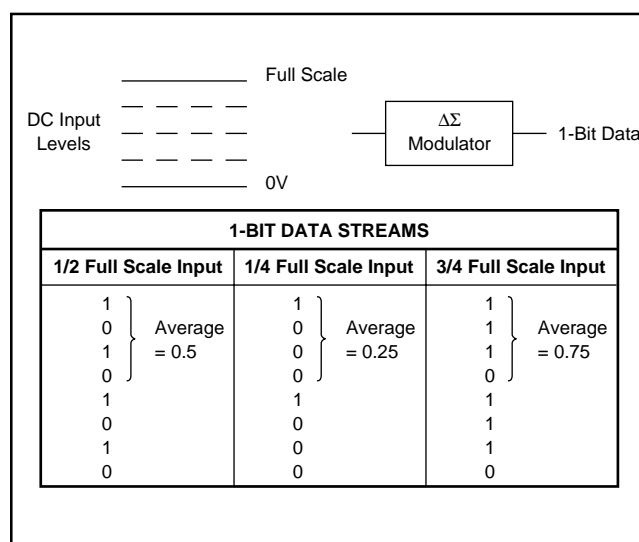 Full Scale
DC Input
Levels
0V
ΔΣ
Modulator
1-Bit Data
1-BIT DATA STREAMS
1/2 Full Scale Input 1/4 Full Scale Input 3/4 Full Scale Input
1 1 1
0 Average 0 Average 1 Average
1 = 0.5 0 = 0.25 1 = 0.75
0 0 0
1 1 1
0 0 1
1 0 1
0 0 0